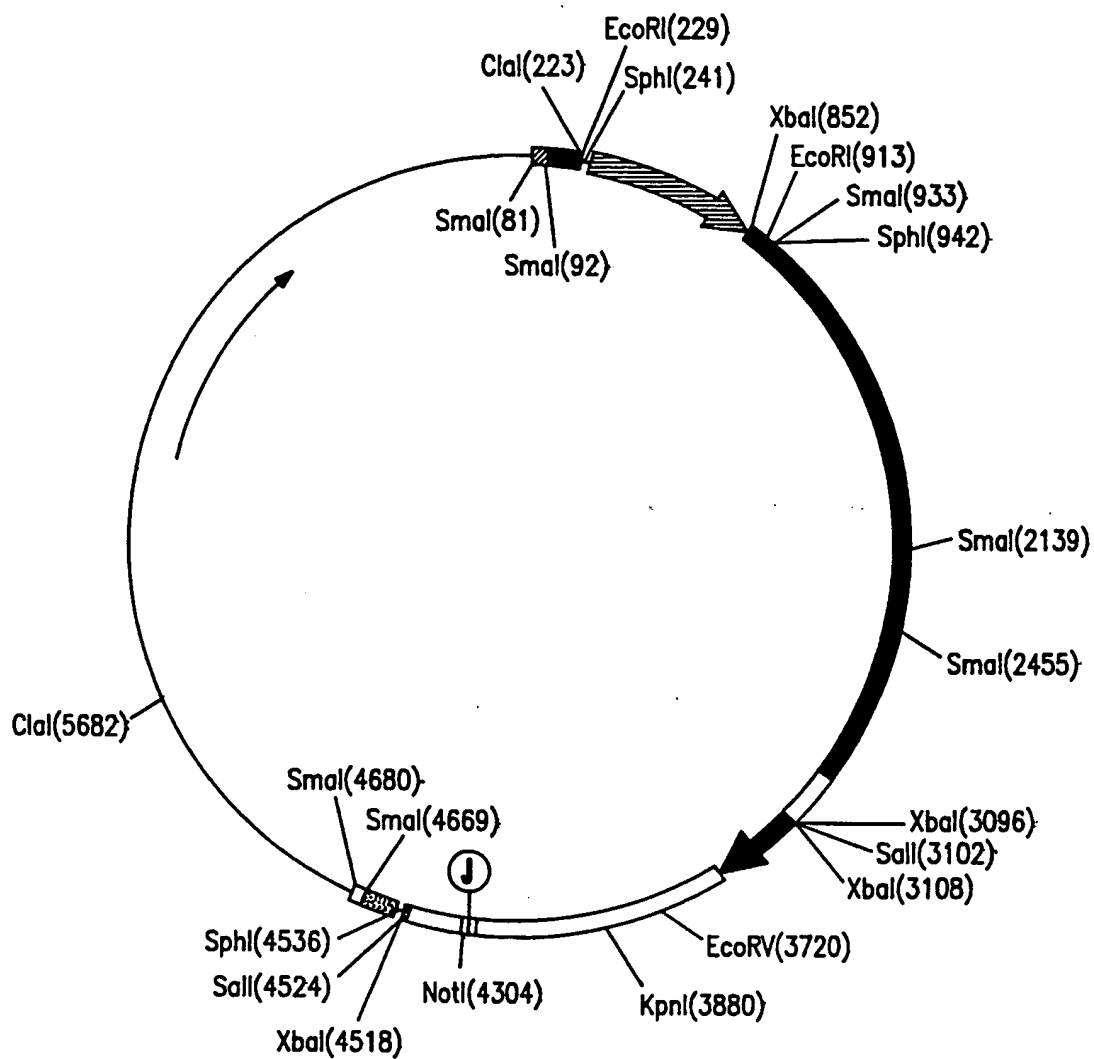 EcoRI(229)
ClaI(223)
SphI(241)
XbaI(852)
EcoRI(913)
SmaI(933)
SphI(942)
SmaI(81)
SmaI(92)
SmaI(2139)
SmaI(2455)
ClaI(5682)
SmaI(4680)
SmaI(4669)
J
XbaI(3096)
SalI(3102)
XbaI(3108)
SphI(4536)
SalI(4524)
XbaI(4518)
NotI(4304)
EcoRV(3720)
KpnI(3880)